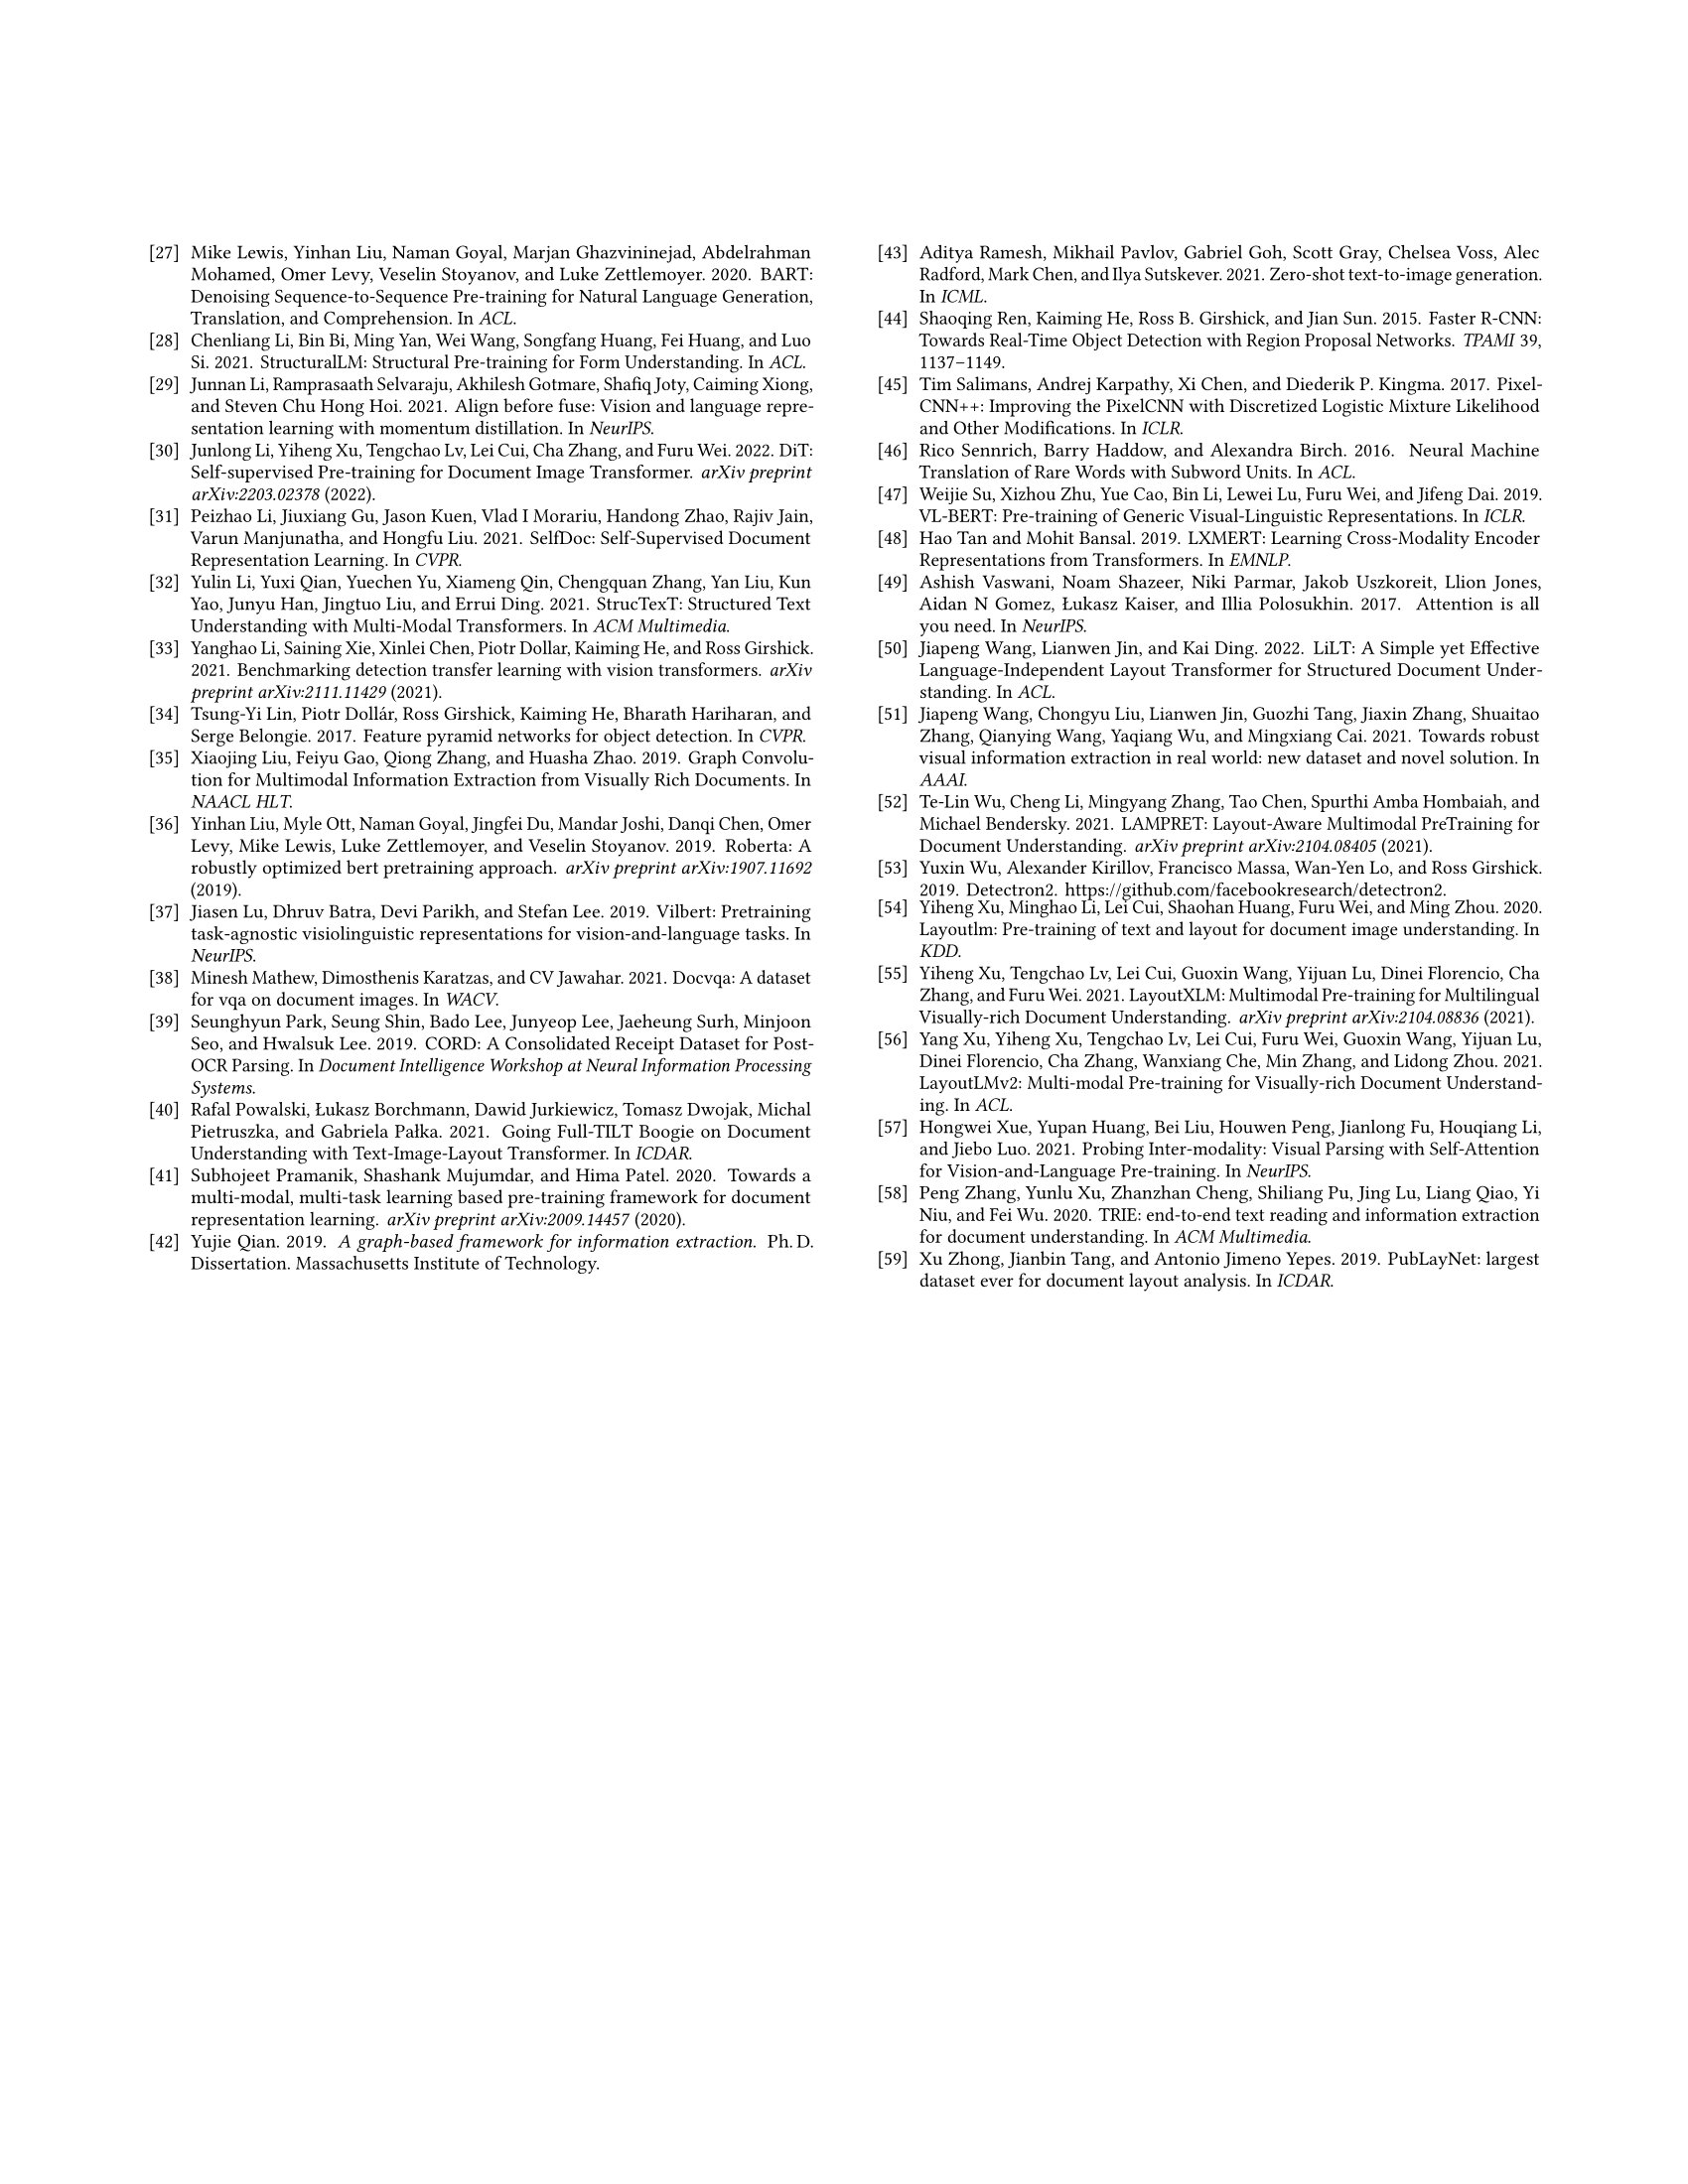 [27] Mike Lewis, Yinhan Liu, Naman Goyal, Marjan Ghazvininejad, Abdelrahman
Mohamed, Omer Levy, Veselin Stoyanov, and Luke Zettlemoyer. 2020. BART:
Denoising Sequence-to-Sequence Pre-training for Natural Language Generation,
Translation, and Comprehension. In ACL.
[28] Chenliang Li, Bin Bi, Ming Yan, Wei Wang, Songfang Huang, Fei Huang, and Luo
Si. 2021. StructuralLM: Structural Pre-training for Form Understanding. In ACL.
[29] Junnan Li, Ramprasaath Selvaraju, Akhilesh Gotmare, Shafiq Joty, Caiming Xiong,
and Steven Chu Hong Hoi. 2021. Align before fuse: Vision and language repre-
sentation learning with momentum distillation. In NeurIPS.
[30] Junlong Li, Yiheng Xu, Tengchao Lv, Lei Cui, Cha Zhang, and Furu Wei. 2022. DiT:
Self-supervised Pre-training for Document Image Transformer. arXiv preprint
arXiv:2203.02378 (2022).
[31] Peizhao Li, Jiuxiang Gu, Jason Kuen, Vlad I Morariu, Handong Zhao, Rajiv Jain,
Varun Manjunatha, and Hongfu Liu. 2021. SelfDoc: Self-Supervised Document
Representation Learning. In CVPR.
[32] Yulin Li, Yuxi Qian, Yuechen Yu, Xiameng Qin, Chengquan Zhang, Yan Liu, Kun
Yao, Junyu Han, Jingtuo Liu, and Errui Ding. 2021. StrucTexT: Structured Text
Understanding with Multi-Modal Transformers. In ACM Multimedia.
[33] Yanghao Li, Saining Xie, Xinlei Chen, Piotr Dollar, Kaiming He, and Ross Girshick.
2021. Benchmarking detection transfer learning with vision transformers. arXiv
preprint arXiv:2111.11429 (2021).
[34] Tsung-Yi Lin, Piotr Dollár, Ross Girshick, Kaiming He, Bharath Hariharan, and
Serge Belongie. 2017. Feature pyramid networks for object detection. In CVPR.
[35] Xiaojing Liu, Feiyu Gao, Qiong Zhang, and Huasha Zhao. 2019. Graph Convolu-
tion for Multimodal Information Extraction from Visually Rich Documents. In
NAACL HLT.
[36] Yinhan Liu, Myle Ott, Naman Goyal, Jingfei Du, Mandar Joshi, Danqi Chen, Omer
Levy, Mike Lewis, Luke Zettlemoyer, and Veselin Stoyanov. 2019. Roberta: A
robustly optimized bert pretraining approach. arXiv preprint arXiv:1907.11692
(2019).
[37] Jiasen Lu, Dhruv Batra, Devi Parikh, and Stefan Lee. 2019. Vilbert: Pretraining
task-agnostic visiolinguistic representations for vision-and-language tasks. In
NeurIPS.
[38] Minesh Mathew, Dimosthenis Karatzas, and CV Jawahar. 2021. Docvqa: A dataset
for vqa on document images. In WACV.
[39] Seunghyun Park, Seung Shin, Bado Lee, Junyeop Lee, Jaeheung Surh, Minjoon
Seo, and Hwalsuk Lee. 2019. CORD: A Consolidated Receipt Dataset for Post-
OCR Parsing. In Document Intelligence Workshop at Neural Information Processing
Systems.
[40] Rafal Powalski, Łukasz Borchmann, Dawid Jurkiewicz, Tomasz Dwojak, Michal
Pietruszka, and Gabriela Pałka. 2021. Going Full-TILT Boogie on Document
Understanding with Text-Image-Layout Transformer. In ICDAR.
[41] Subhojeet Pramanik, Shashank Mujumdar, and Hima Patel. 2020. Towards a
multi-modal, multi-task learning based pre-training framework for document
representation learning. arXiv preprint arXiv:2009.14457 (2020).
[42] Yujie Qian. 2019. A graph-based framework for information extraction. Ph. D.
Dissertation. Massachusetts Institute of Technology.
[43] Aditya Ramesh, Mikhail Pavlov, Gabriel Goh, Scott Gray, Chelsea Voss, Alec
Radford, Mark Chen, and Ilya Sutskever. 2021. Zero-shot text-to-image generation.
In ICML.
[44] Shaoqing Ren, Kaiming He, Ross B. Girshick, and Jian Sun. 2015. Faster R-CNN:
Towards Real-Time Object Detection with Region Proposal Networks. TPAMI 39,
1137–1149.
[45] Tim Salimans, Andrej Karpathy, Xi Chen, and Diederik P. Kingma. 2017. Pixel-
CNN++: Improving the PixelCNN with Discretized Logistic Mixture Likelihood
and Other Modifications. In ICLR.
[46] Rico Sennrich, Barry Haddow, and Alexandra Birch. 2016. Neural Machine
Translation of Rare Words with Subword Units. In ACL.
[47] Weijie Su, Xizhou Zhu, Yue Cao, Bin Li, Lewei Lu, Furu Wei, and Jifeng Dai. 2019.
VL-BERT: Pre-training of Generic Visual-Linguistic Representations. In ICLR.
[48] Hao Tan and Mohit Bansal. 2019. LXMERT: Learning Cross-Modality Encoder
Representations from Transformers. In EMNLP.
[49] Ashish Vaswani, Noam Shazeer, Niki Parmar, Jakob Uszkoreit, Llion Jones,
Aidan N Gomez, Łukasz Kaiser, and Illia Polosukhin. 2017. Attention is all
you need. In NeurIPS.
[50] Jiapeng Wang, Lianwen Jin, and Kai Ding. 2022. LiLT: A Simple yet Effective
Language-Independent Layout Transformer for Structured Document Under-
standing. In ACL.
[51] Jiapeng Wang, Chongyu Liu, Lianwen Jin, Guozhi Tang, Jiaxin Zhang, Shuaitao
Zhang, Qianying Wang, Yaqiang Wu, and Mingxiang Cai. 2021. Towards robust
visual information extraction in real world: new dataset and novel solution. In
AAAI.
[52] Te-Lin Wu, Cheng Li, Mingyang Zhang, Tao Chen, Spurthi Amba Hombaiah, and
Michael Bendersky. 2021. LAMPRET: Layout-Aware Multimodal PreTraining for
Document Understanding. arXiv preprint arXiv:2104.08405 (2021).
[53] Yuxin Wu, Alexander Kirillov, Francisco Massa, Wan-Yen Lo, and Ross Girshick.
2019. Detectron2. https://github.com/facebookresearch/detectron2.
[54] Yiheng Xu, Minghao Li, Lei Cui, Shaohan Huang, Furu Wei, and Ming Zhou. 2020.
Layoutlm: Pre-training of text and layout for document image understanding. In
KDD.
[55] Yiheng Xu, Tengchao Lv, Lei Cui, Guoxin Wang, Yijuan Lu, Dinei Florencio, Cha
Zhang, and Furu Wei. 2021. LayoutXLM: Multimodal Pre-training for Multilingual
Visually-rich Document Understanding. arXiv preprint arXiv:2104.08836 (2021).
[56] Yang Xu, Yiheng Xu, Tengchao Lv, Lei Cui, Furu Wei, Guoxin Wang, Yijuan Lu,
Dinei Florencio, Cha Zhang, Wanxiang Che, Min Zhang, and Lidong Zhou. 2021.
LayoutLMv2: Multi-modal Pre-training for Visually-rich Document Understand-
ing. In ACL.
[57] Hongwei Xue, Yupan Huang, Bei Liu, Houwen Peng, Jianlong Fu, Houqiang Li,
and Jiebo Luo. 2021. Probing Inter-modality: Visual Parsing with Self-Attention
for Vision-and-Language Pre-training. In NeurIPS.
[58] Peng Zhang, Yunlu Xu, Zhanzhan Cheng, Shiliang Pu, Jing Lu, Liang Qiao, Yi
Niu, and Fei Wu. 2020. TRIE: end-to-end text reading and information extraction
for document understanding. In ACM Multimedia.
[59] Xu Zhong, Jianbin Tang, and Antonio Jimeno Yepes. 2019. PubLayNet: largest
dataset ever for document layout analysis. In ICDAR.